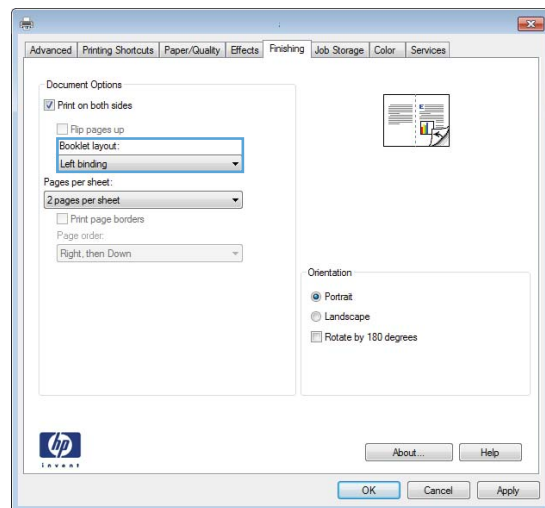 Advanced
Printing Shortcuts
Paper/Quality
Effects
Finishing
Job Storage
Color
Services
Document Options
Print on both sides
Flip pages up
Booklet layout:
Left binding
Pages per sheet:
2 pages per sheet
Print page borders
Page order:
Right, then Down
Orientation
Portrait
Landscape
Rotate by 180 degrees
hp
invent
About...
Help
OK
Cancel
Apply